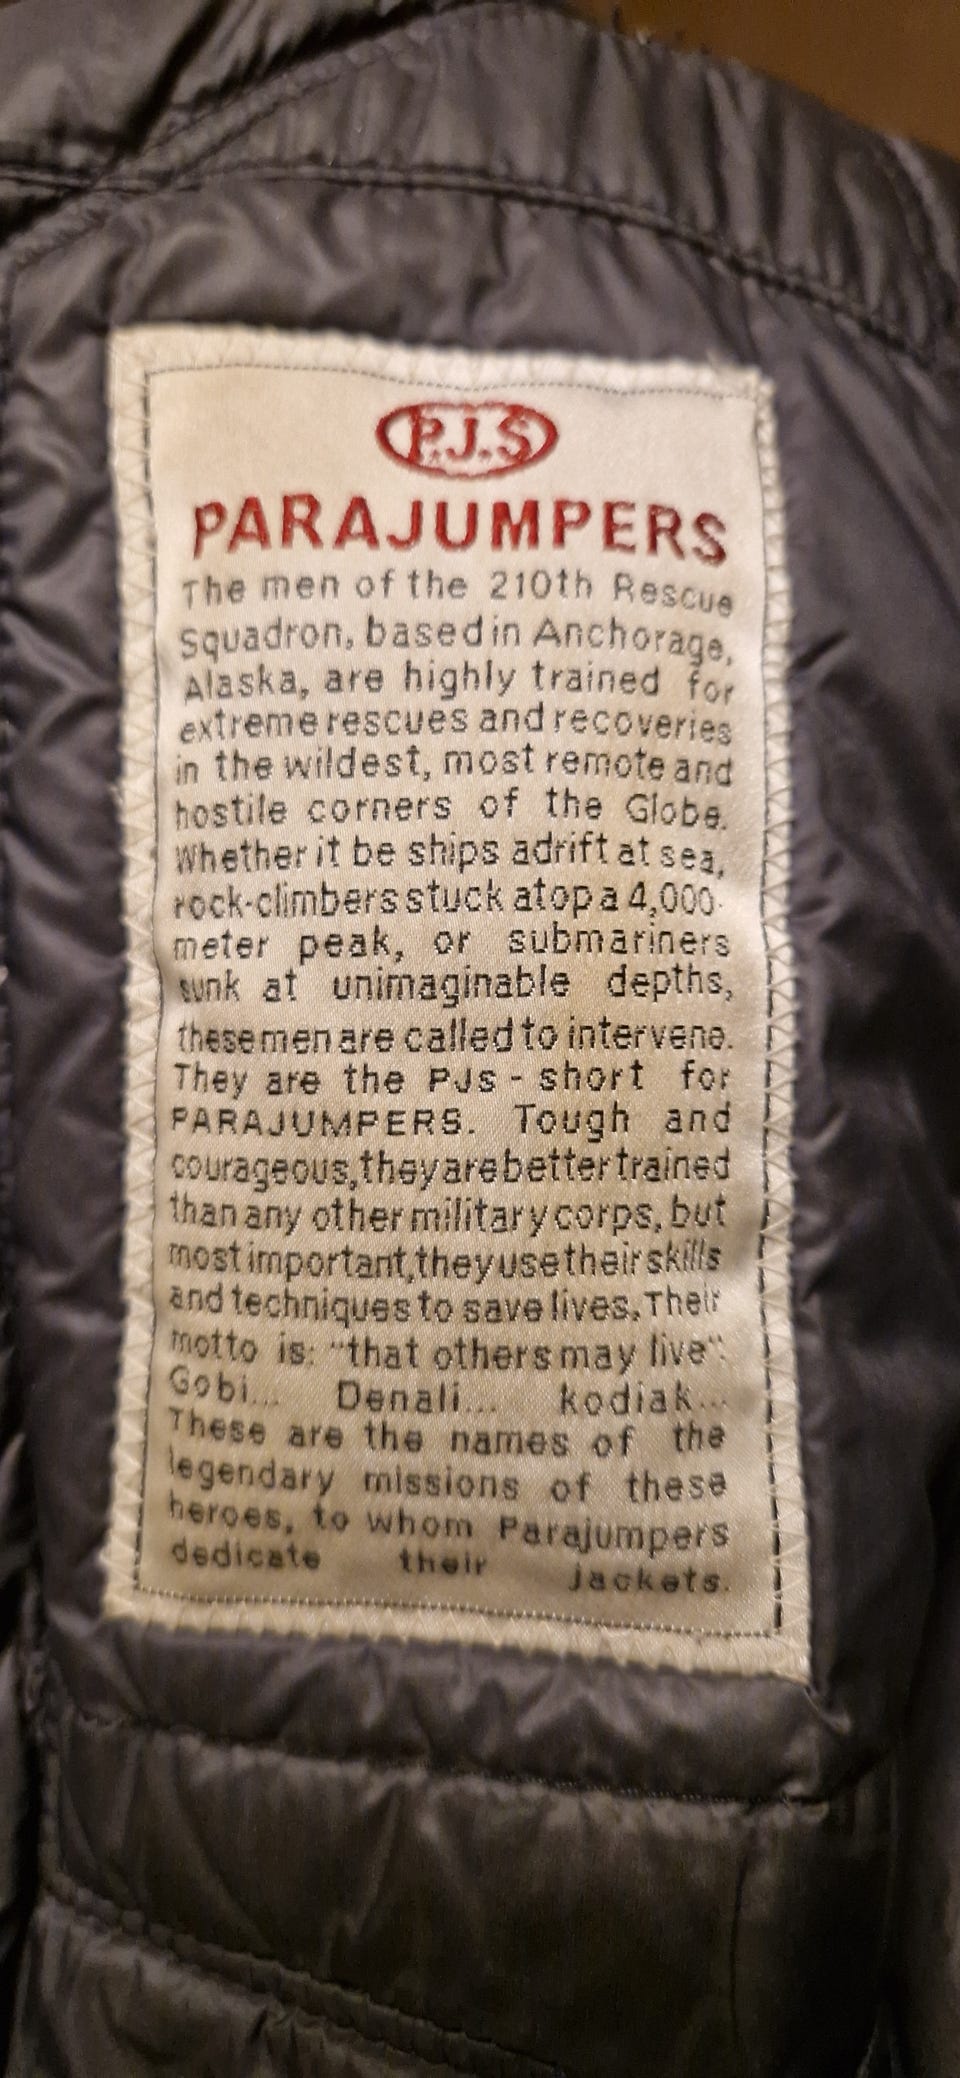 P.J.S
PARAJUMPERS
The men of the 210th Rescue
Squadron, based in Anchorage,
Alaska, are highly trained for
extreme rescues and recoveries
in the wildest, most remote and
hostile corners of the Globe.
Whether it be ships adrift at sea,
rock-climbers stuck atop a 4,000-
meter peak, or submariners
sunk at unimaginable depths,
these men are called to intervene.
They are the PJs - short for
PARAJUMPERS. Tough and
courageous, they are better trained
than any other military corps, but
most important, they use their skills
and techniques to save lives. Their
motto is: "that others may live".
Gobi... Denali... kodiak...
These are the names of the
legendary missions of these
heroes, to whom Parajumpers
dedicate their jackets.